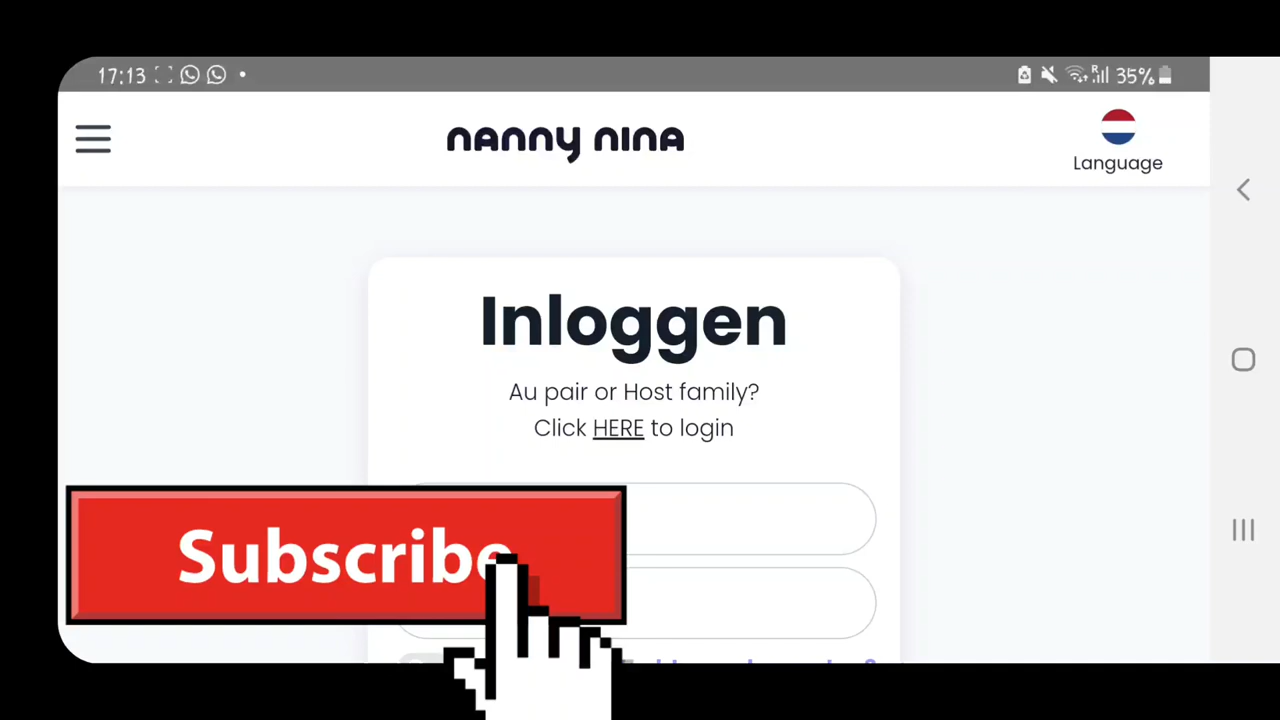 17:13
35%
nanny nina
Language
Inloggen
Au pair or Host family?
Click HERE to login
Subscribe